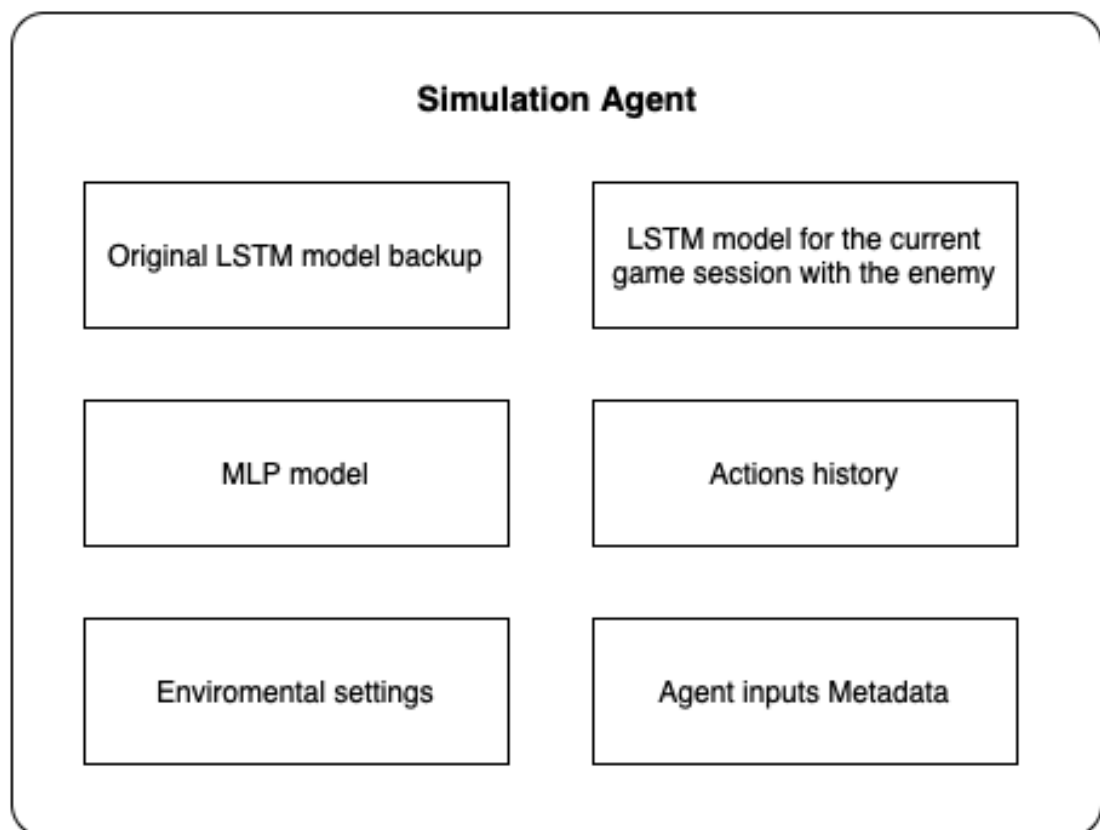 Simulation Agent
Original LSTM model backup
LSTM model for the current
game session with the enemy
MLP model
Actions history
Enviromental settings
Agent inputs Metadata